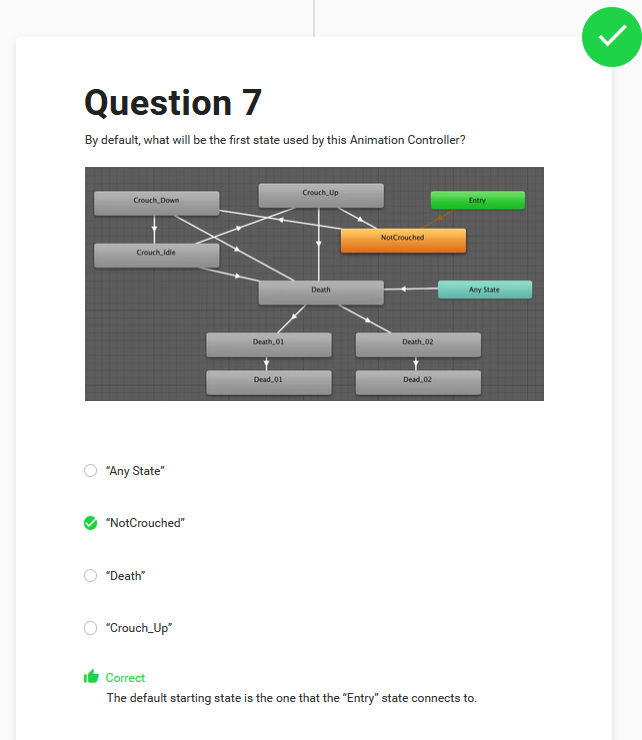 Question 7
By default, what will be the first state used by this Animation Controller?
Crouch_Down
Crouch_Up
Entry
NotCrouched
Crouch_Idle
Death
Any State
Death_01
Death_02
Dead_01
Dead_02
“Any State”
“NotCrouched”
“Death”
“Crouch_Up”
Correct
The default starting state is the one that the “Entry” state connects to.